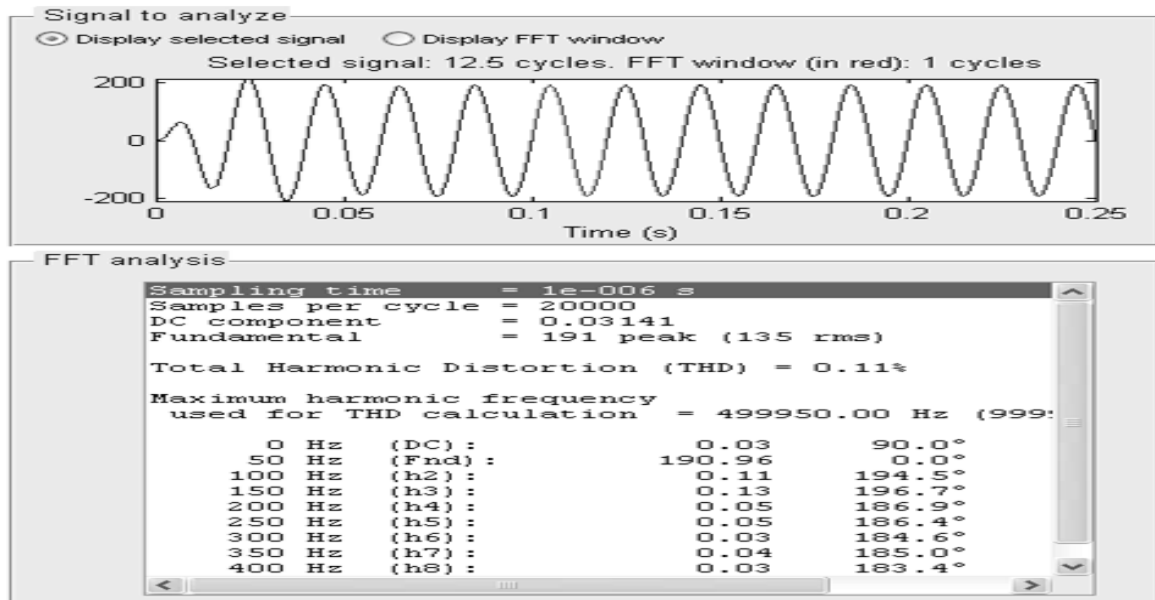 Signal to analyze
Display selected signal Display FFT window
Selected signal: 12.5 cycles. FFT window (in red): 1 cycles
200
0
-200
0 0.05 0.1 0.15 0.2 0.25
Time (s)
FFT analysis
Sampling time = 1e-006 s
Samples per cycle = 20000
DC component = 0.03141
Fundamental = 191 peak (135 rms)
Total Harmonic Distortion (THD) = 0.11%
Maximum harmonic frequency
used for THD calculation = 499950.00 Hz (999
0 Hz (DC): 0.03 90.0°
50 Hz (Fnd): 190.96 0.0°
100 Hz (h2): 0.11 194.5°
150 Hz (h3): 0.13 196.7°
200 Hz (h4): 0.05 186.9°
250 Hz (h5): 0.05 186.4°
300 Hz (h6): 0.03 184.6°
350 Hz (h7): 0.04 185.0°
400 Hz (h8): 0.03 183.4°